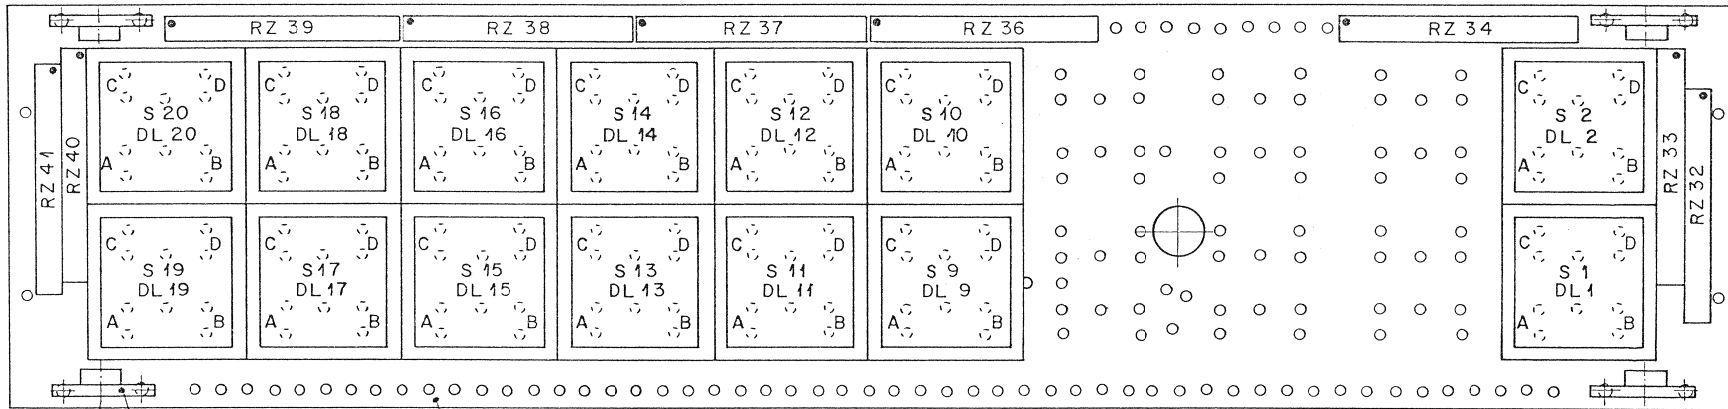 RZ 39
RZ 38
RZ 37
RZ 36
RZ 34
RZ 41
RZ 40
C D
S 20
DL 20
A B
C D
S 18
DL 18
A B
C D
S 16
DL 16
A B
C D
S 14
DL 14
A B
C D
S 12
DL 12
A B
C D
S 10
DL 10
A B
C D
S 2
DL 2
A B
RZ 33
RZ 32
C D
S 19
DL 19
A B
C D
S 17
DL 17
A B
C D
S 15
DL 15
A B
C D
S 13
DL 13
A B
C D
S 11
DL 11
A B
C D
S 9
DL 9
A B
C D
S 1
DL 1
A B